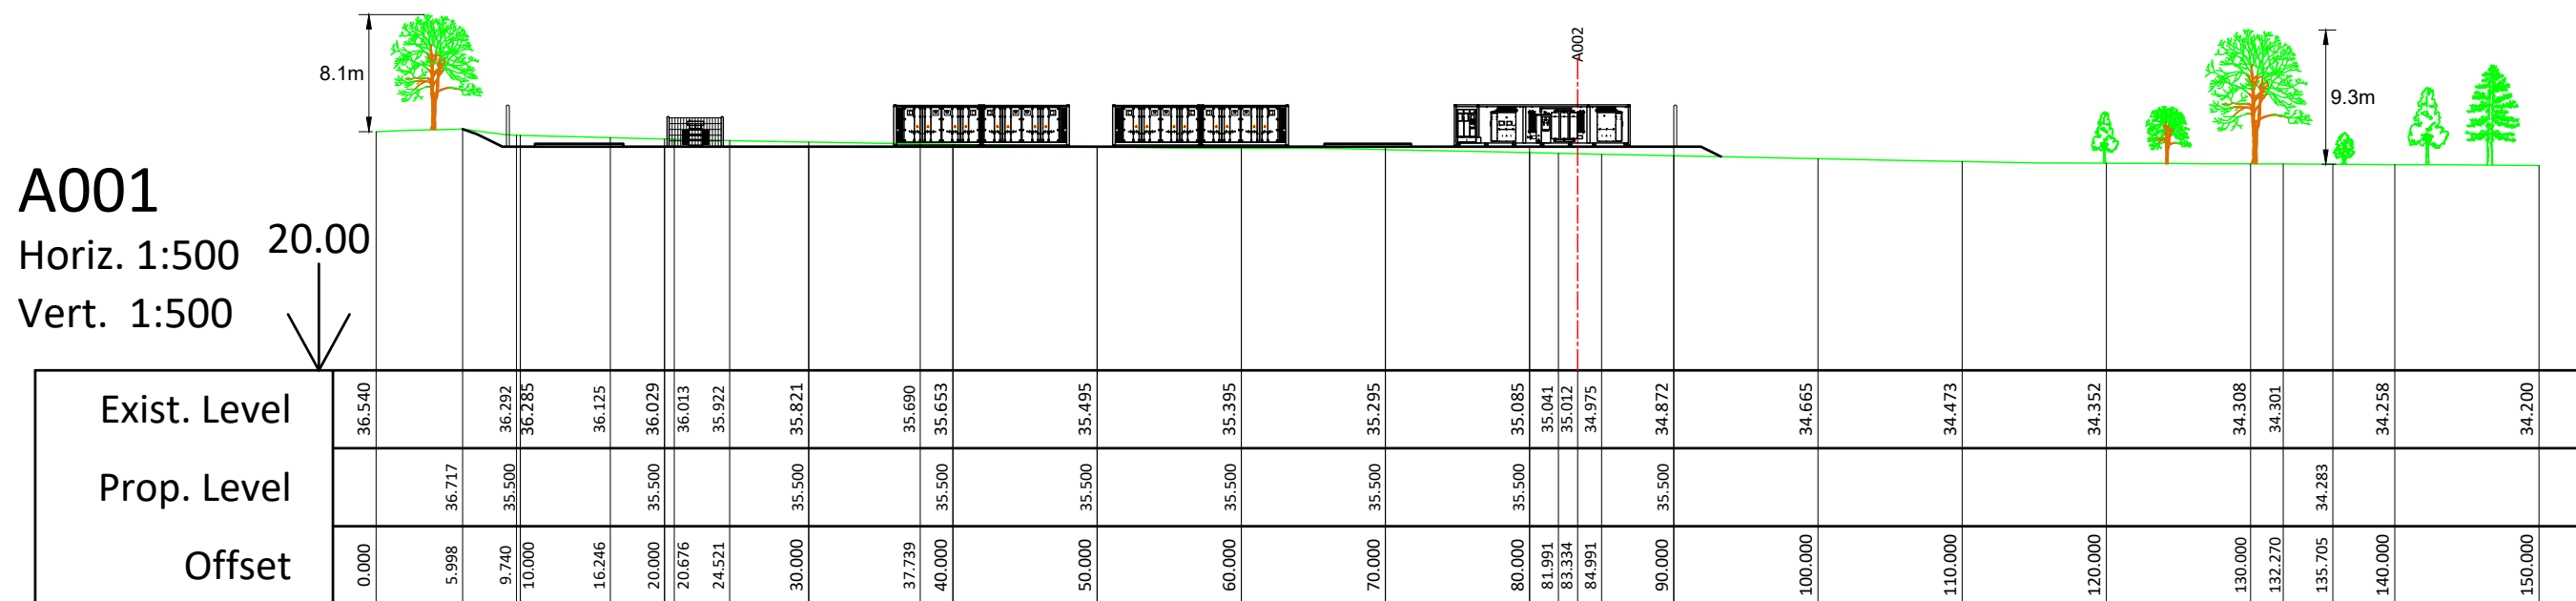 8.1m
A002
9.3m
A001
Horiz. 1:500
20.00
Vert. 1:500
Exist. Level 36.540 36.292 36.285 36.125 36.029 36.013 35.922 35.821 35.690 35.653 35.495 35.395 35.295 35.085 35.041 35.012 34.975 34.872 34.665 34.473 34.352 34.308 34.301 34.258 34.200
Prop. Level 36.717 35.500 35.500 35.500 35.500 35.500 35.500 35.500 35.500 35.500 34.283
Offset 0.000 5.998 9.740 10.000 16.246 20.000 20.676 24.521 30.000 37.739 40.000 50.000 60.000 70.000 80.000 81.991 83.334 84.991 90.000 100.000 110.000 120.000 130.000 132.270 135.705 140.000 150.000